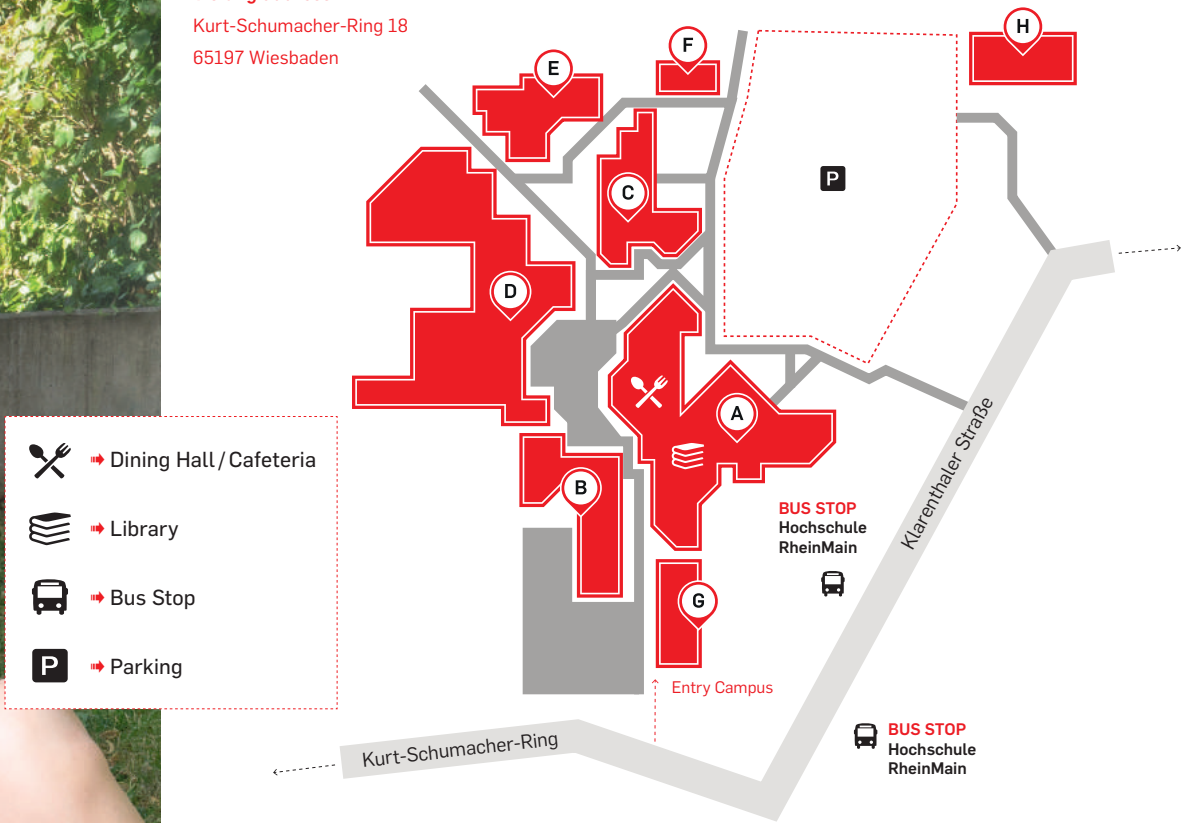 Kurt-Schumacher-Ring 18
65197 Wiesbaden
E
F
H
C
P
D
A
B
G
Dining Hall / Cafeteria
Library
Bus Stop
P
Parking
BUS STOP
Hochschule
RheinMain
Klarenthaler Straße
Entry Campus
Kurt-Schumacher-Ring
BUS STOP
Hochschule
RheinMain